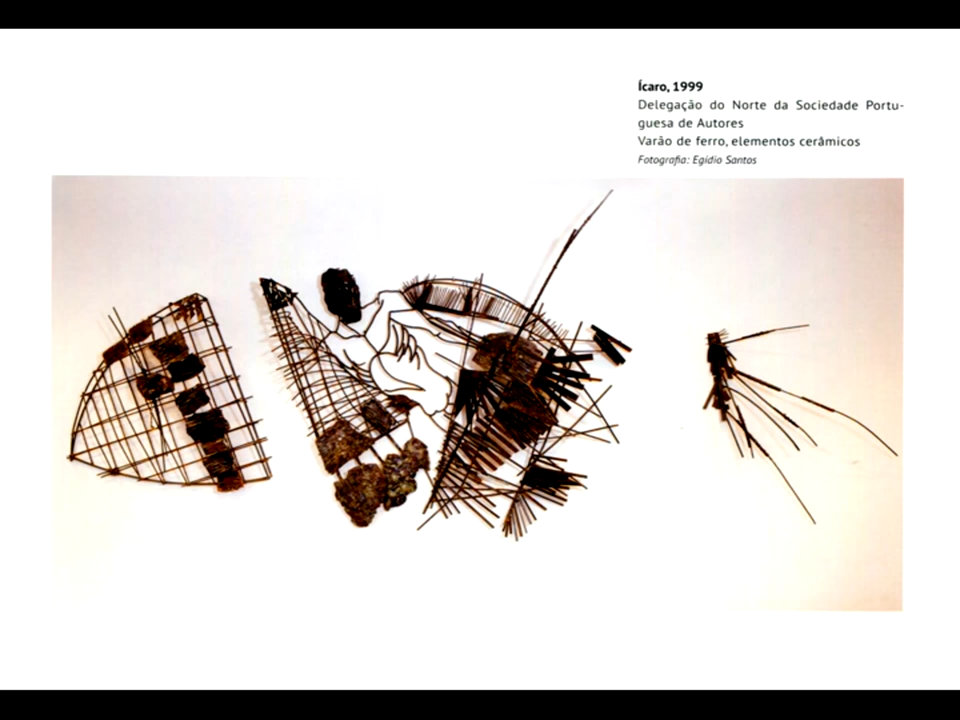 Ícaro, 1999
Delegação do Norte da Sociedade Portu-
guesa de Autores
Varão de ferro, elementos cerâmicos
Fotografia: Egídio Santos